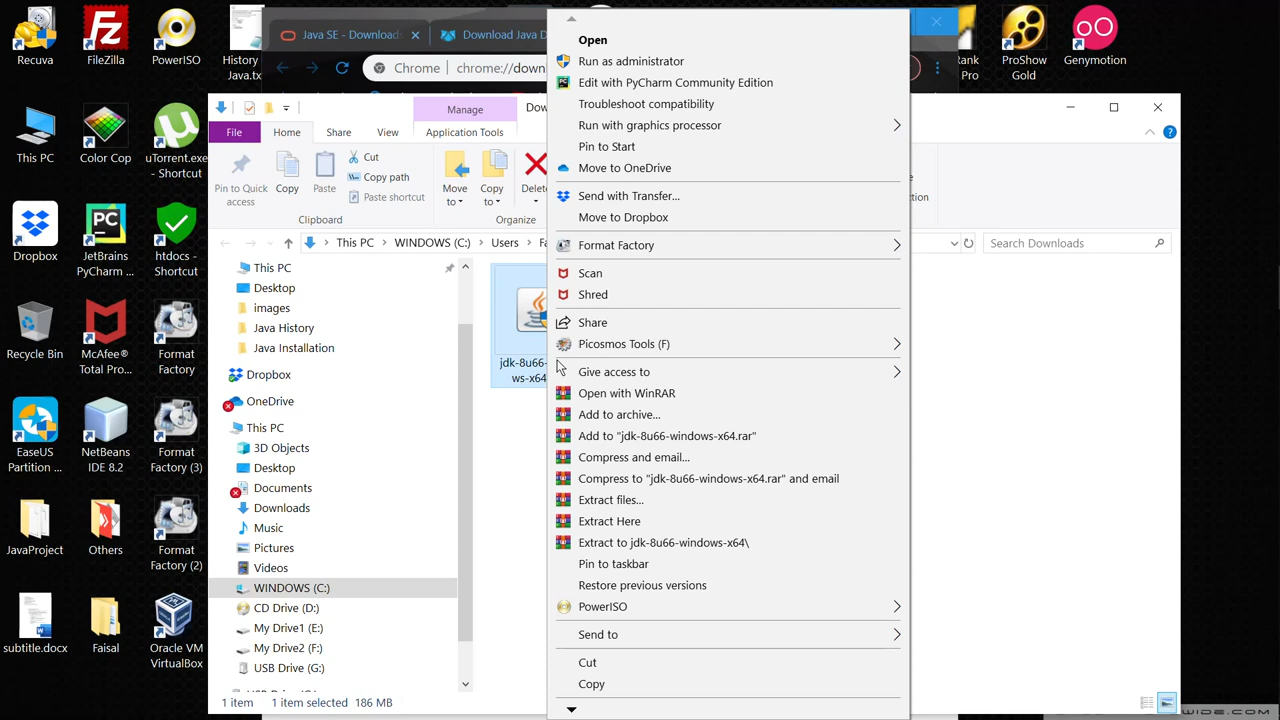 Recuva
FileZilla
PowerISO
History
Java.tx
This PC
Color Cop
uTorrent.exe
- Shortcut
Dropbox
JetBrains
PyCharm ...
htdocs -
Shortcut
Recycle Bin
McAfee®
Total Pro...
Format
Factory
EaseUS
Partition ...
NetBeans
IDE 8.2
Format
Factory (3)
JavaProject
Others
Format
Factory (2)
subtitle.docx
Faisal
Oracle VM
VirtualBox
Java SE - Downloads
Download Java D
Chrome
chrome://down
Rank
Pro
ProShow
Gold
Genymotion
Manage
Dow
File
Home
Share
View
Application Tools
Pin to Quick
access
Copy
Paste
Cut
Copy path
Paste shortcut
Clipboard
Move
to
Copy
to
Delete
Organize
This PC
WINDOWS (C:)
Users
Fa
Search Downloads
This PC
Desktop
images
Java History
Java Installation
Dropbox
OneDrive
This PC
3D Objects
Desktop
Documents
Downloads
Music
Pictures
Videos
WINDOWS (C:)
CD Drive (D:)
My Drive1 (E:)
My Drive2 (F:)
USB Drive (G:)
jdk-8u66-
ws-x64
1 item
1 item selected
186 MB
Open
Run as administrator
Edit with PyCharm Community Edition
Troubleshoot compatibility
Run with graphics processor
Pin to Start
Move to OneDrive
Send with Transfer...
Move to Dropbox
Format Factory
Scan
Shred
Share
Picosmos Tools (F)
Give access to
Open with WinRAR
Add to archive...
Add to "jdk-8u66-windows-x64.rar"
Compress and email...
Compress to "jdk-8u66-windows-x64.rar" and email
Extract files...
Extract Here
Extract to jdk-8u66-windows-x64\
Pin to taskbar
Restore previous versions
PowerISO
Send to
Cut
Copy